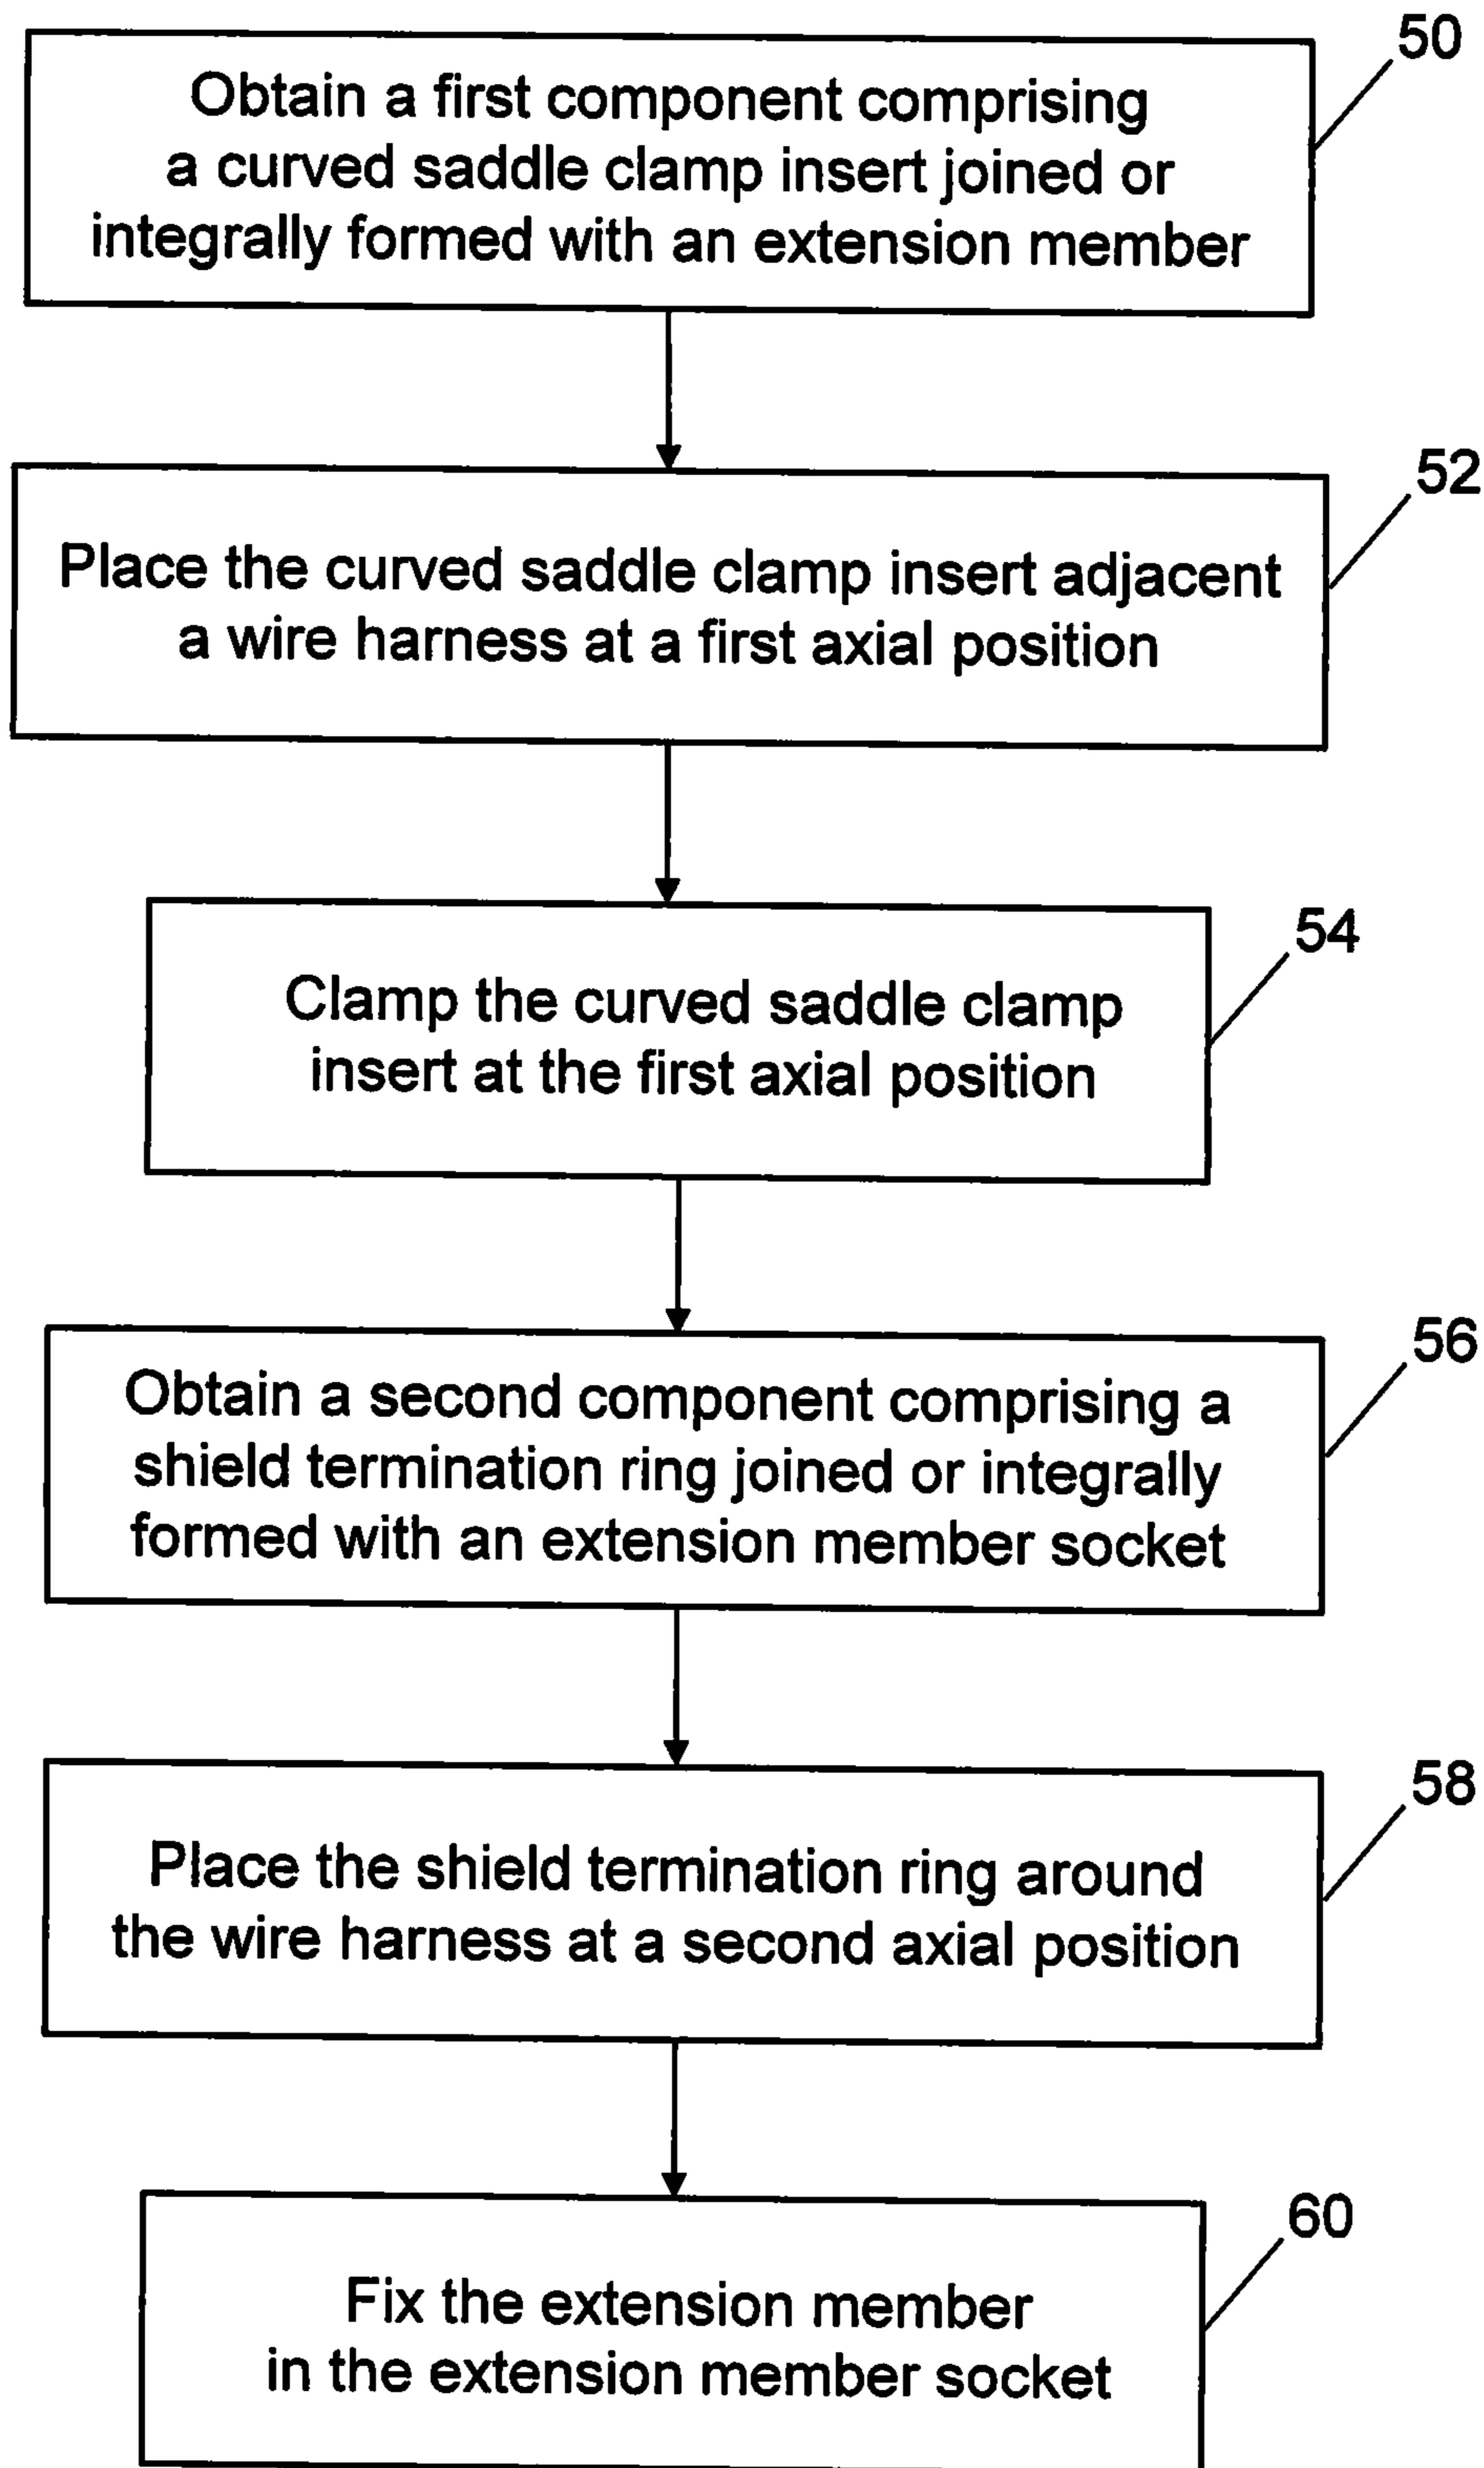 50
Obtain a first component comprising
a curved saddle clamp insert joined or
integrally formed with an extension member
52
Place the curved saddle clamp insert adjacent
a wire harness at a first axial position
54
Clamp the curved saddle clamp
insert at the first axial position
56
Obtain a second component comprising a
shield termination ring joined or integrally
formed with an extension member socket
58
Place the shield termination ring around
the wire harness at a second axial position
60
Fix the extension member
in the extension member socket